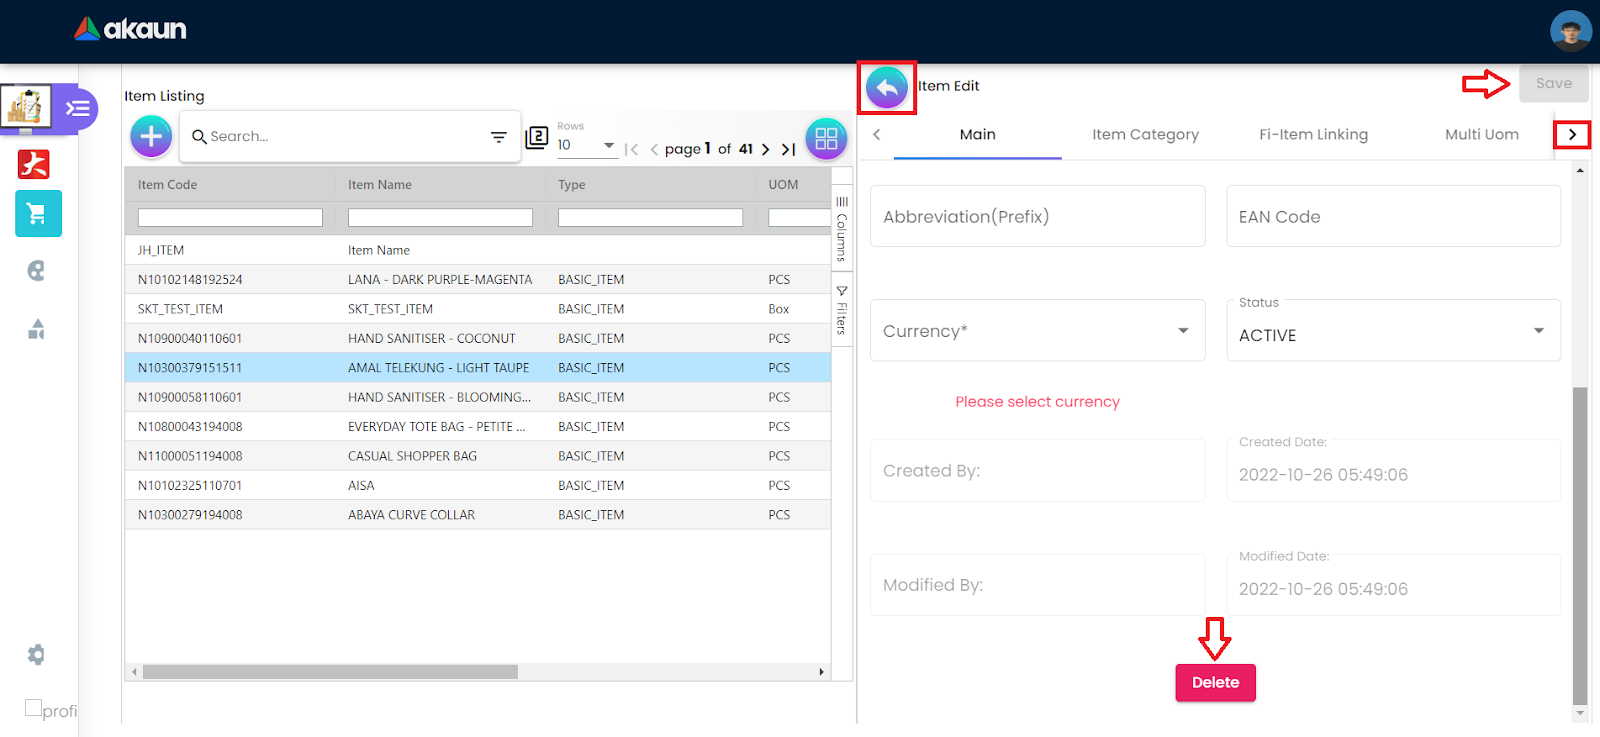 akaun
Item Listing
Search...
2
Rows
10
page 1 of 41
Item Code Item Name Type UOM
JH_ITEM Item Name
N10102148192524 LANA - DARK PURPLE-MAGENTA BASIC_ITEM PCS
SKT_TEST_ITEM SKT_TEST_ITEM BASIC_ITEM Box
N10900040110601 HAND SANITISER - COCONUT BASIC_ITEM PCS
N10300379151511 AMAL TELEKUNG - LIGHT TAUPE BASIC_ITEM PCS
N10900058110601 HAND SANITISER - BLOOMING... BASIC_ITEM PCS
N10800043194008 EVERYDAY TOTE BAG - PETITE ... BASIC_ITEM PCS
N11000051194008 CASUAL SHOPPER BAG BASIC_ITEM PCS
N10102325110701 AISA BASIC_ITEM PCS
N10300279194008 ABAYA CURVE COLLAR BASIC_ITEM PCS
Columns
Filters
profi
Item Edit
Save
Main Item Category Fi-Item Linking Multi Uom
Abbreviation(Prefix) EAN Code
Currency*
Status
ACTIVE
Please select currency
Created By:
Created Date:
2022-10-26 05:49:06
Modified By:
Modified Date:
2022-10-26 05:49:06
Delete